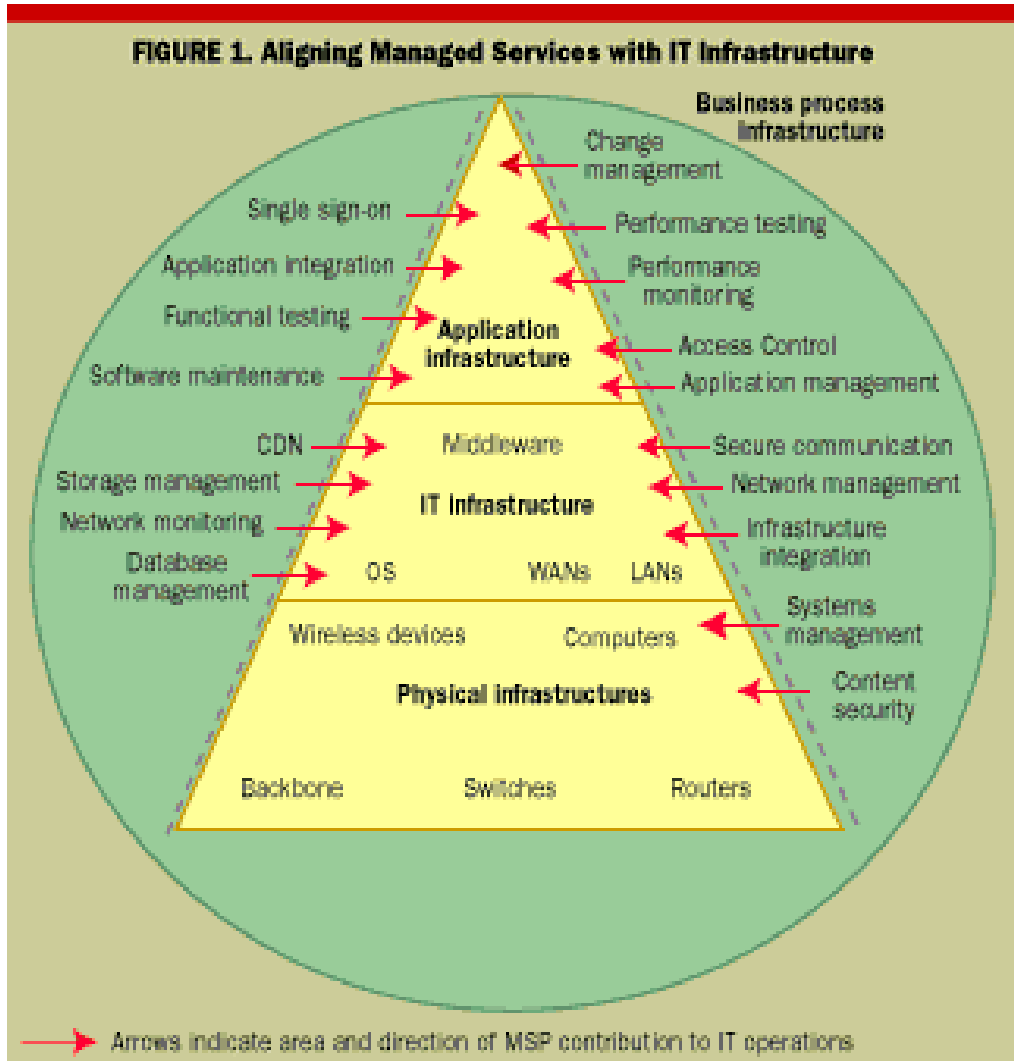 FIGURE 1. Aligning Managed Services with IT Infrastructure
Business process
Infrastructure
Change
management
Single sign-on
Performance testing
Application integration
Performance
monitoring
Functional testing
Application
infrastructure
Access Control
Software maintenance
Application management
CDN
Middleware
Secure communication
Storage management
Network management
IT Infrastructure
Network monitoring
Infrastructure
integration
Database
management
OS
WANs
LANs
Systems
management
Wireless devices
Computers
Physical infrastructures
Content
security
Backbone
Switches
Routers
Arrows indicate area and direction of MSP contribution to IT operations